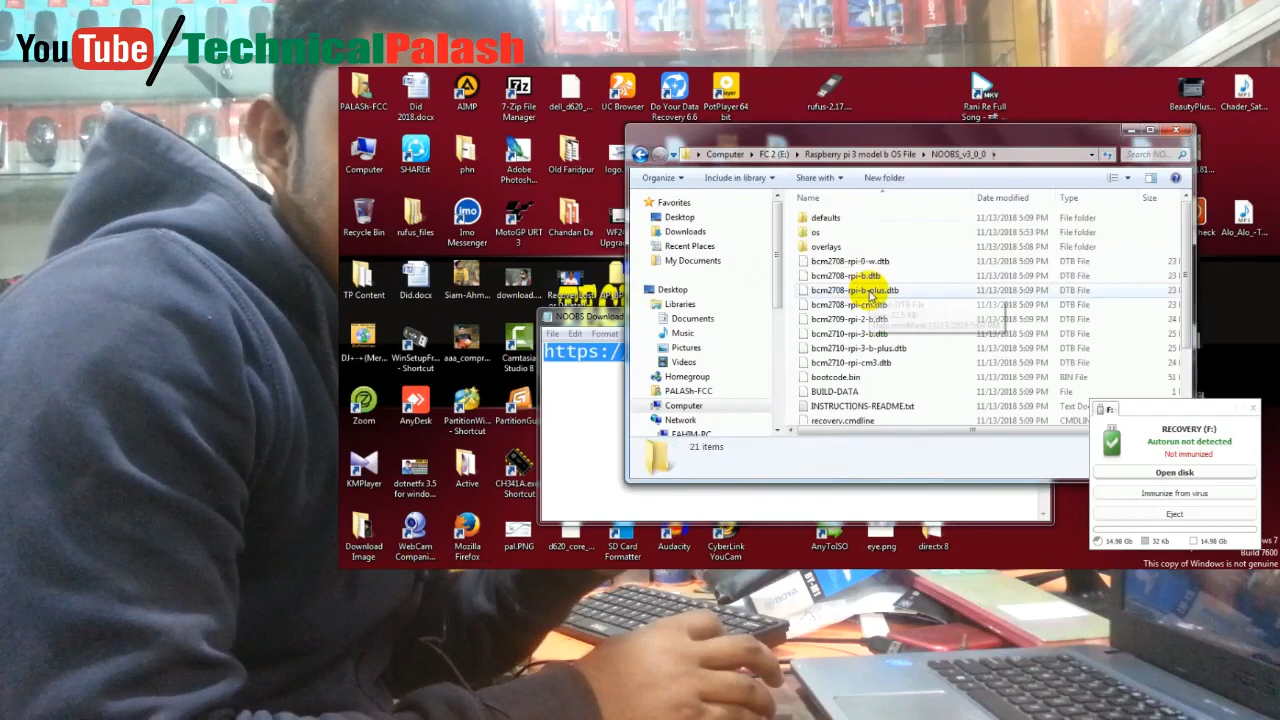 YouTube/TechnicalPalash
PALASh-FCC
Did 2018.docx
AIMP
7-Zip File Manager
dell_d620_...
UC Browser
Do Your Data Recovery 6.6
PotPlayer 64 bit
rufus-2.17....
MKV
Rani Re Full Song - ...
BeautyPlus...
Chader_Sat...
Computer
SHAREit
phn
Adobe Photosh...
Old Faridpur
logo...
Recycle Bin
rufus_files
Imo Messenger
MotoGP URT 3
Chandan Da
WF24
Upgrad
heck
Alo_Alo_-T...
TP Content
Did.docx
Siam-Ahm...
download....
DJ-+-+(Mer...
WinSetupFr...
aaa_compr...
Camtasia Studio 8
Zoom
AnyDesk
PartitionWi... - Shortcut
PartitionGu
KMPlayer
dotnetfx 3.5 for windo...
Active
CH341A.exe Shortcut
Download Image
WebCam Compani...
Mozilla Firefox
pal.PNG
d620_core_...
SD Card Formatter
Audacity
CyberLink YouCam
AnyToISO
eye.png
directx 8
NOOBS Download
File Edit Format
https:/
Computer FC 2 (E:) Raspberry pi 3 model b OS File NOOBS_v3_0_0
Search NO...
Organize Include in library Share with New folder
Favorites
Desktop
Downloads
Recent Places
My Documents
Desktop
Libraries
Documents
Music
Pictures
Videos
Homegroup
PALASh-FCC
Computer
Network
FAHIM-PC
Name Date modified Type Size
defaults 11/13/2018 5:09 PM File folder
os 11/13/2018 5:53 PM File folder
overlays 11/13/2018 5:08 PM File folder
bcm2708-rpi-0-w.dtb 11/13/2018 5:09 PM DTB File 23
bcm2708-rpi-b.dtb 11/13/2018 5:09 PM DTB File 23
bcm2708-rpi-b-plus.dtb 11/13/2018 5:09 PM DTB File 23
bcm2708-rpi-cm.dtb 11/13/2018 5:09 PM DTB File 23
bcm2709-rpi-2-b.dtb 11/13/2018 5:09 PM DTB File 23
bcm2710-rpi-3-b.dtb 11/13/2018 5:09 PM DTB File 23
bcm2710-rpi-3-b-plus.dtb 11/13/2018 5:09 PM DTB File 23
bcm2710-rpi-cm3.dtb 11/13/2018 5:09 PM DTB File 23
bootcode.bin 11/13/2018 5:09 PM BIN File 51
BUILD-DATA 11/13/2018 5:09 PM File
INSTRUCTIONS-README.txt 11/13/2018 5:09 PM Text Do
recovery.cmdline 11/13/2018 5:09 PM CMDLIN
21 items
F:
RECOVERY (F:)
Autorun not detected
Not immunized
Open disk
Immunize from virus
Eject
14.98 Gb 32 Kb 14.98 Gb
ws 7
Build 7600
This copy of Windows is not genuine
BOYA